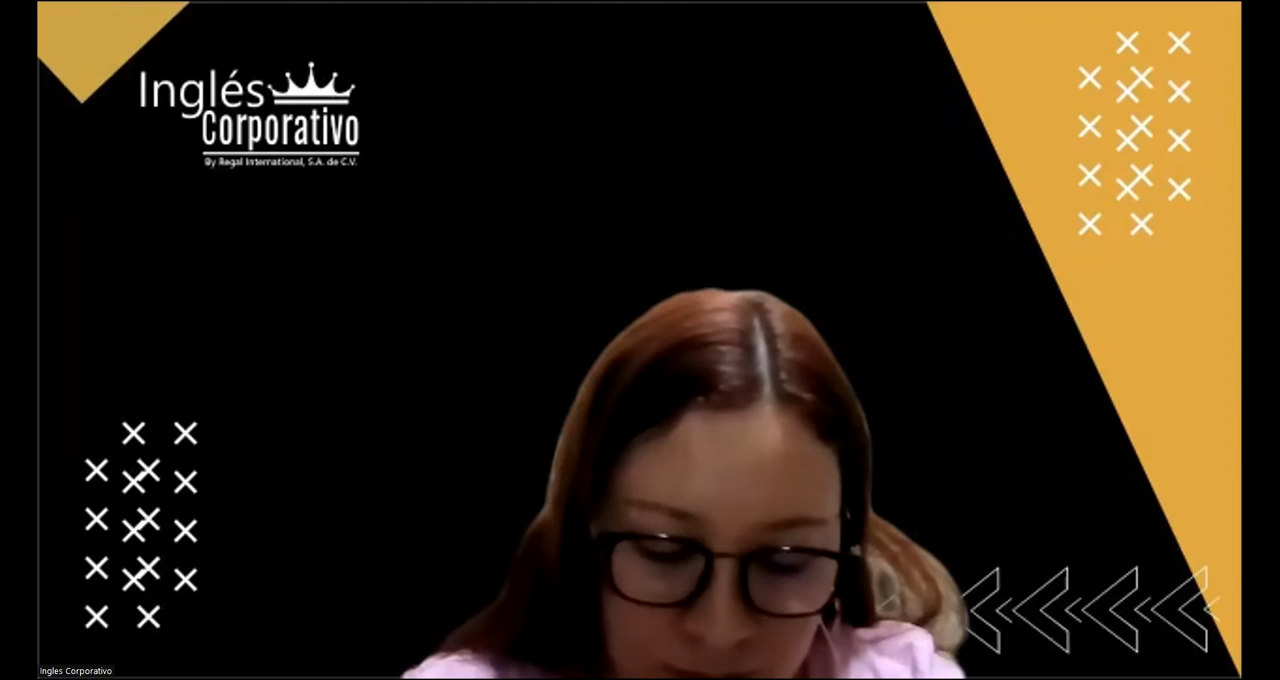 Inglés
Corporativo
By Regal International, S.A. de C.V.
Ingles Corporativo